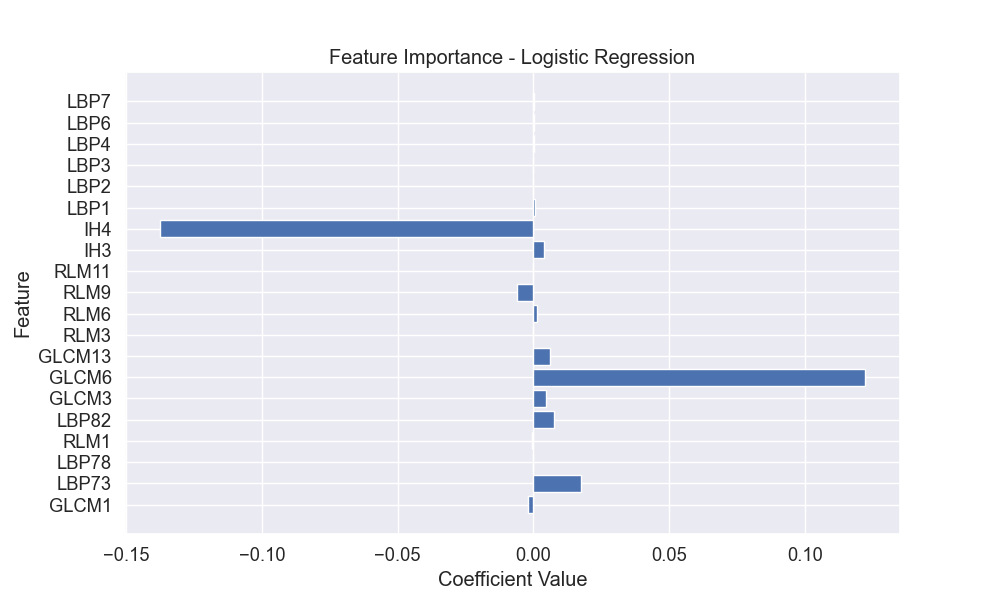 Feature Importance - Logistic Regression
LBP7
LBP6
LBP4
LBP3
LBP2
LBP1
IH4
IH3
RLM11
RLM9
RLM6
RLM3
GLCM13
GLCM6
GLCM3
LBP82
RLM1
LBP78
LBP73
GLCM1
Feature
−0.15 −0.10 −0.05 0.00 0.05 0.10
Coefficient Value